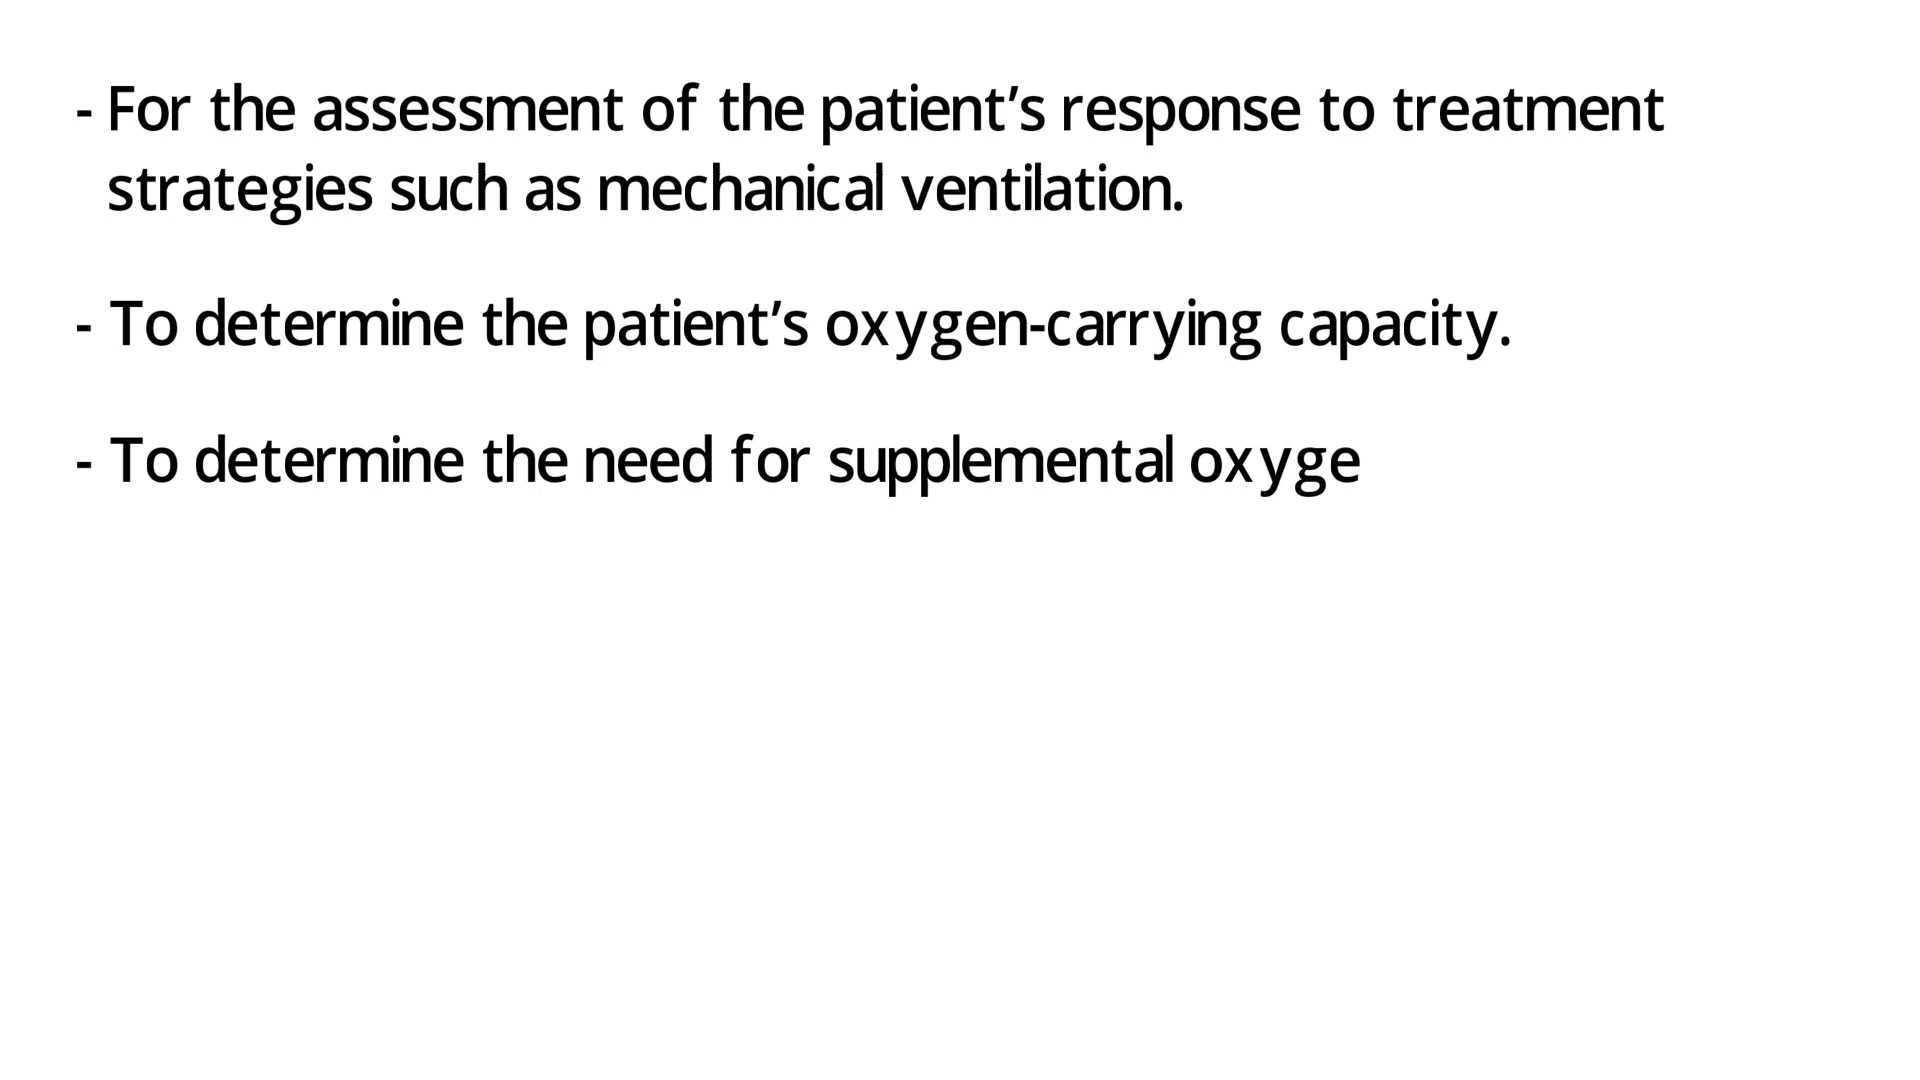 - For the assessment of the patient’s response to treatment
strategies such as mechanical ventilation.
- To determine the patient’s oxygen-carrying capacity.
- To determine the need for supplemental oxyge